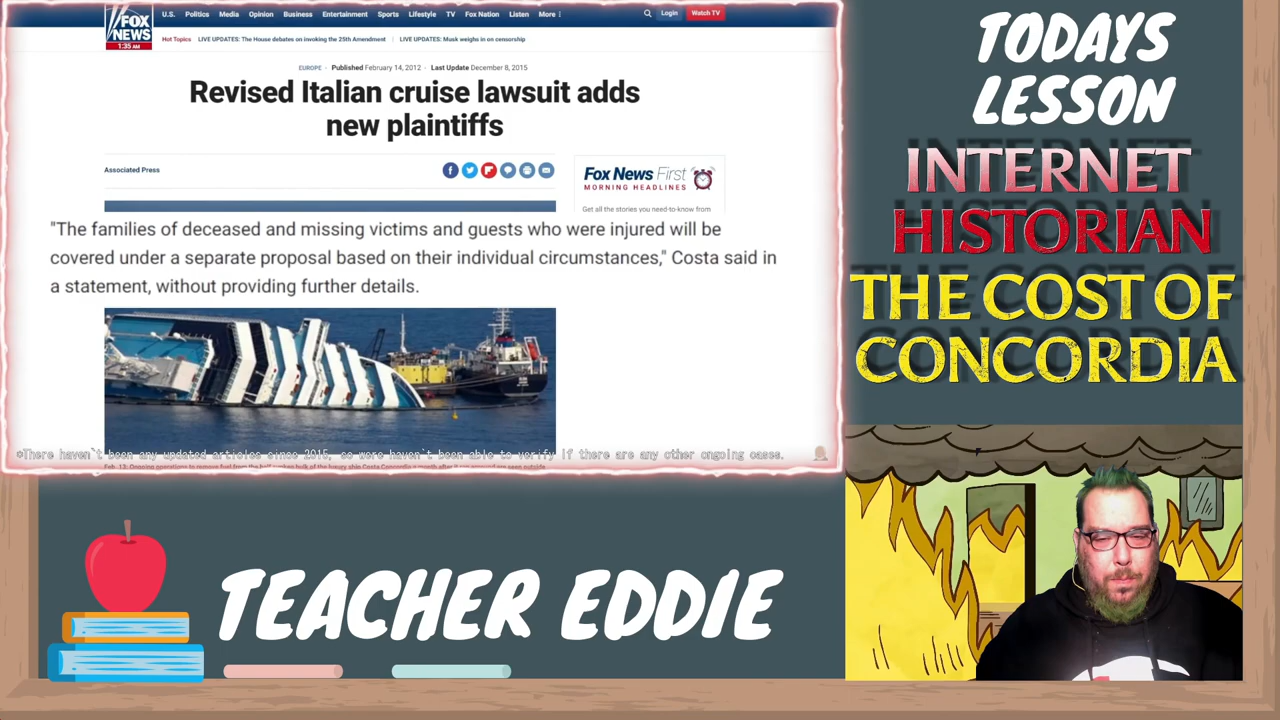 FOX
NEWS
1:35 AM
U.S. Politics Media Opinion Business Entertainment Sports Lifestyle TV Fox Nation Listen More
Login Watch TV
Hot Topics LIVE UPDATES: The House debates on invoking the 25th Amendment LIVE UPDATES: Musk weighs in on censorship
EUROPE · Published February 14, 2012 · Last Update December 8, 2015
Revised Italian cruise lawsuit adds
new plaintiffs
Associated Press
Fox News First
MORNING HEADLINES
Get all the stories you need-to-know from
"The families of deceased and missing victims and guests who were injured will be
covered under a separate proposal based on their individual circumstances," Costa said in
a statement, without providing further details.
*There haven't been any updated articles since 2015, so were haven't been able to verify if there are any other ongoing cases.
TODAYS
LESSON
INTERNET
HISTORIAN
THE COST OF
CONCORDIA
TEACHER EDDIE